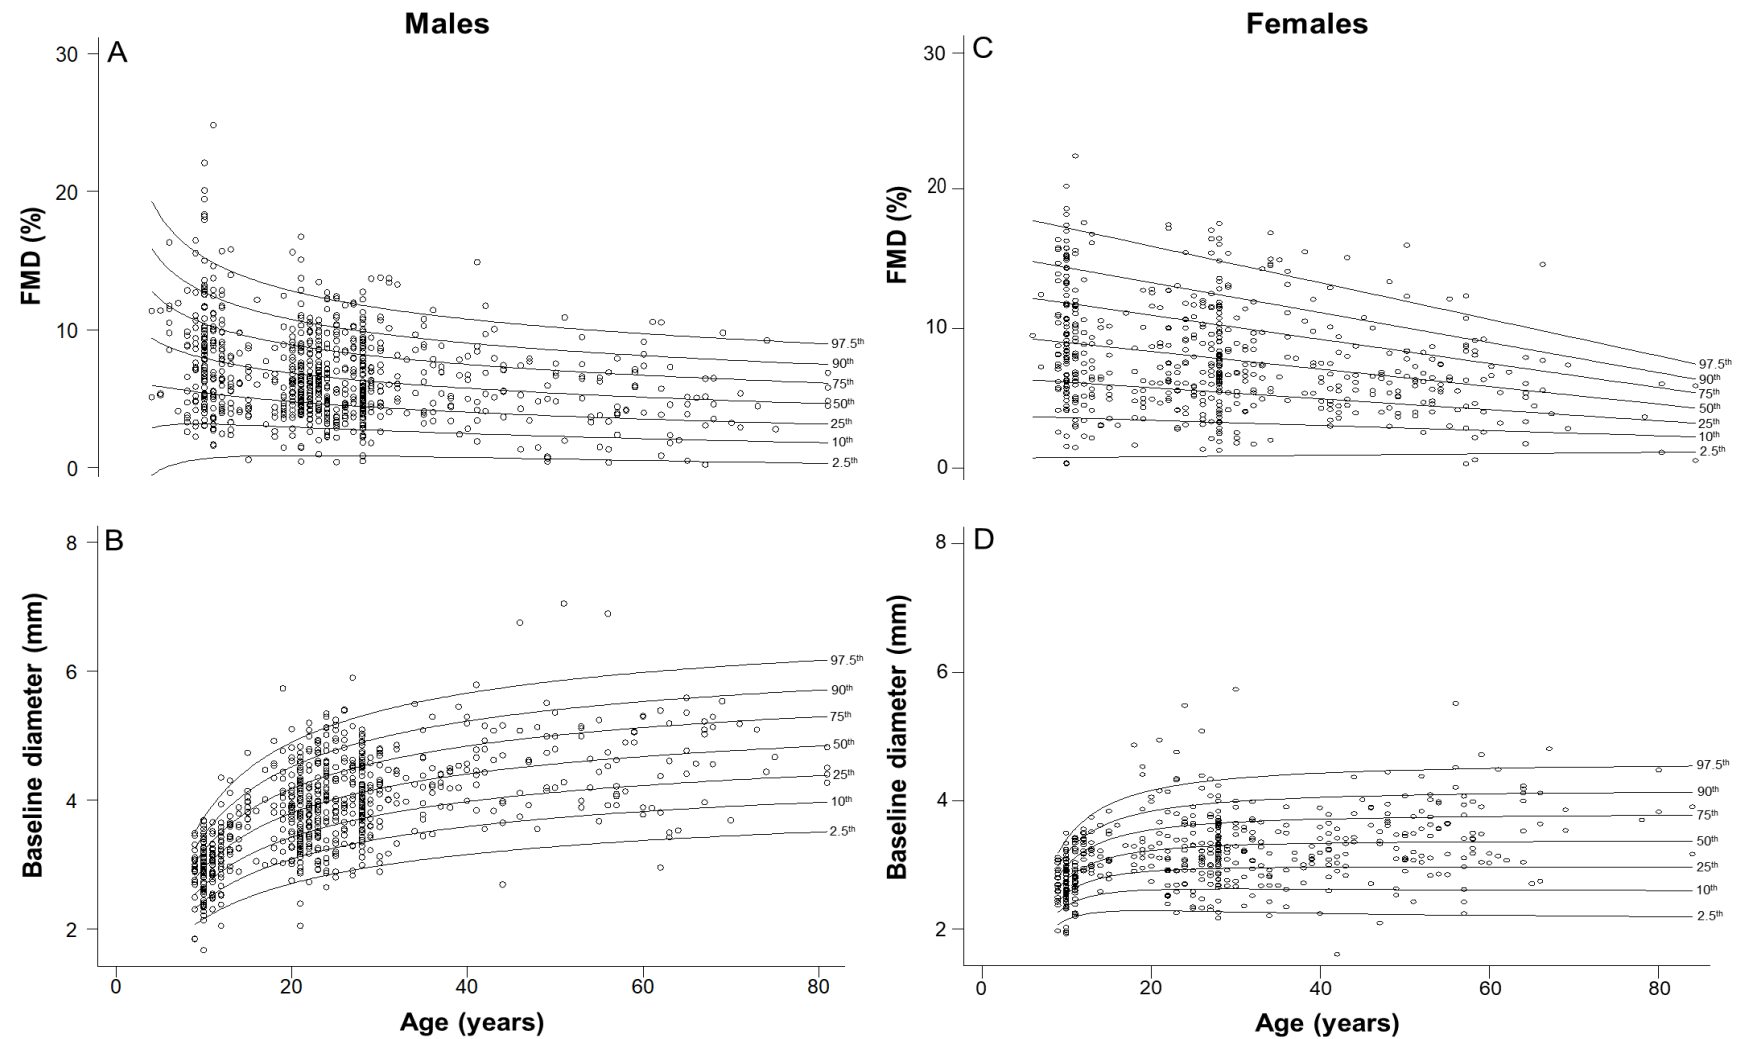 Males
Females
A
30
20
10
0
FMD (%)
97.5th
90th
75th
50th
25th
10th
2.5th
C
30
20
10
0
FMD (%)
97.5th
90th
75th
50th
25th
10th
2.5th
B
8
6
4
2
Baseline diameter (mm)
97.5th
90th
75th
50th
25th
10th
2.5th
0 20 40 60 80
Age (years)
D
8
6
4
2
Baseline diameter (mm)
97.5th
90th
75th
50th
25th
10th
2.5th
0 20 40 60 80
Age (years)